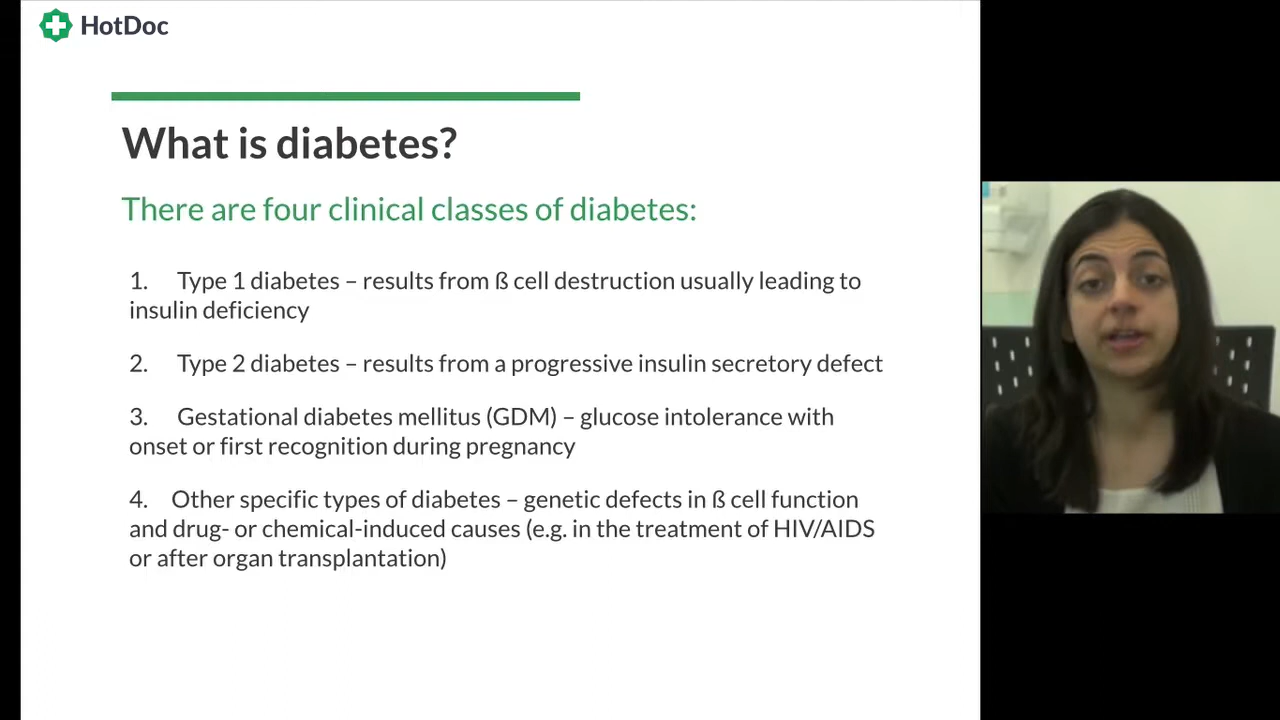 HotDoc
What is diabetes?
There are four clinical classes of diabetes:
1. Type 1 diabetes – results from ß cell destruction usually leading to
insulin deficiency
2. Type 2 diabetes – results from a progressive insulin secretory defect
3. Gestational diabetes mellitus (GDM) – glucose intolerance with
onset or first recognition during pregnancy
4. Other specific types of diabetes – genetic defects in ß cell function
and drug- or chemical-induced causes (e.g. in the treatment of HIV/AIDS
or after organ transplantation)